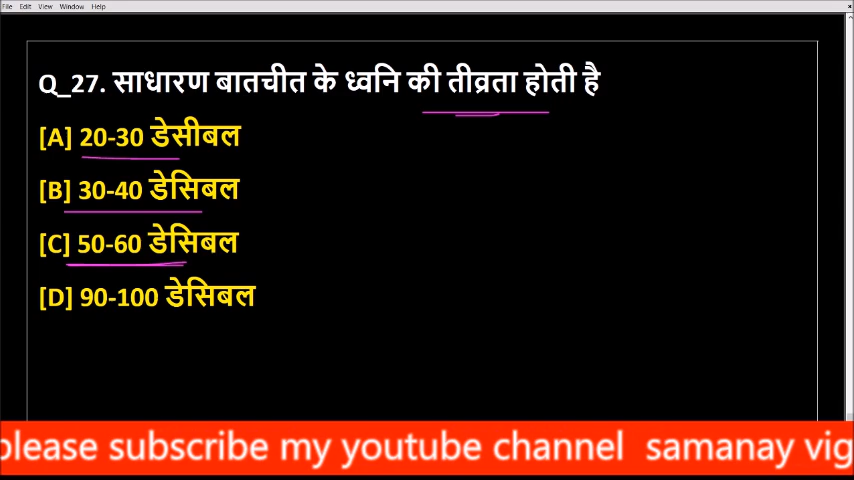 File Edit View Window Help
Q_27. साधारण बातचीत के ध्वनि की तीव्रता होती है
[A] 20-30 डेसीबल
[B] 30-40 डेसिबल
[C] 50-60 डेसिबल
[D] 90-100 डेसिबल
please subscribe my youtube channel samanay vig